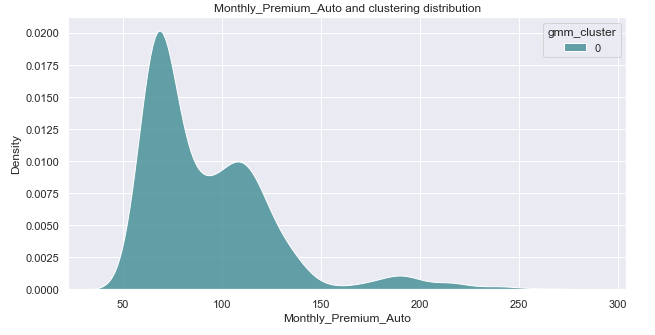 Monthly_Premium_Auto and clustering distribution
gmm_cluster
0
0.0200
0.0175
0.0150
0.0125
0.0100
0.0075
0.0050
0.0025
0.0000
Density
50 100 150 200 250 300
Monthly_Premium_Auto